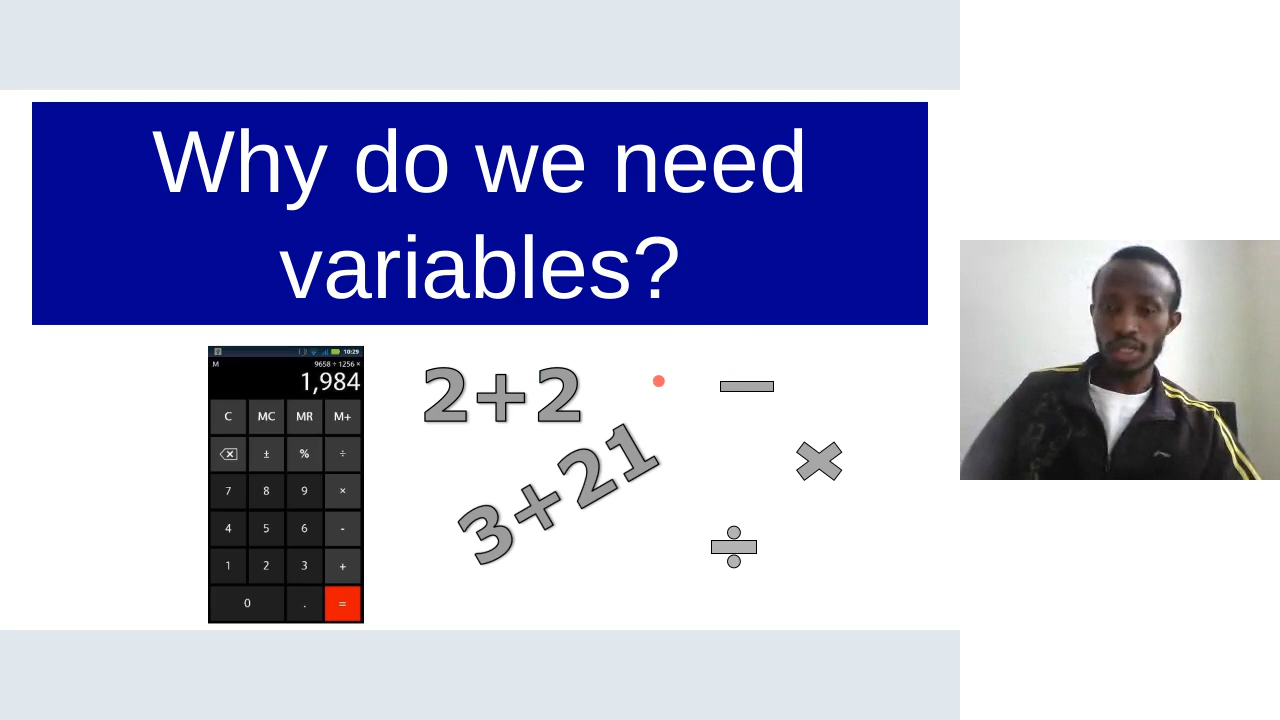 Why do we need
variables?
10:29
M
9658 ÷ 1256 ×
1,984
C MC MR M+
± % ÷
7 8 9 ×
4 5 6 -
1 2 3 +
0 . =
2+2
3+21
−
×
÷